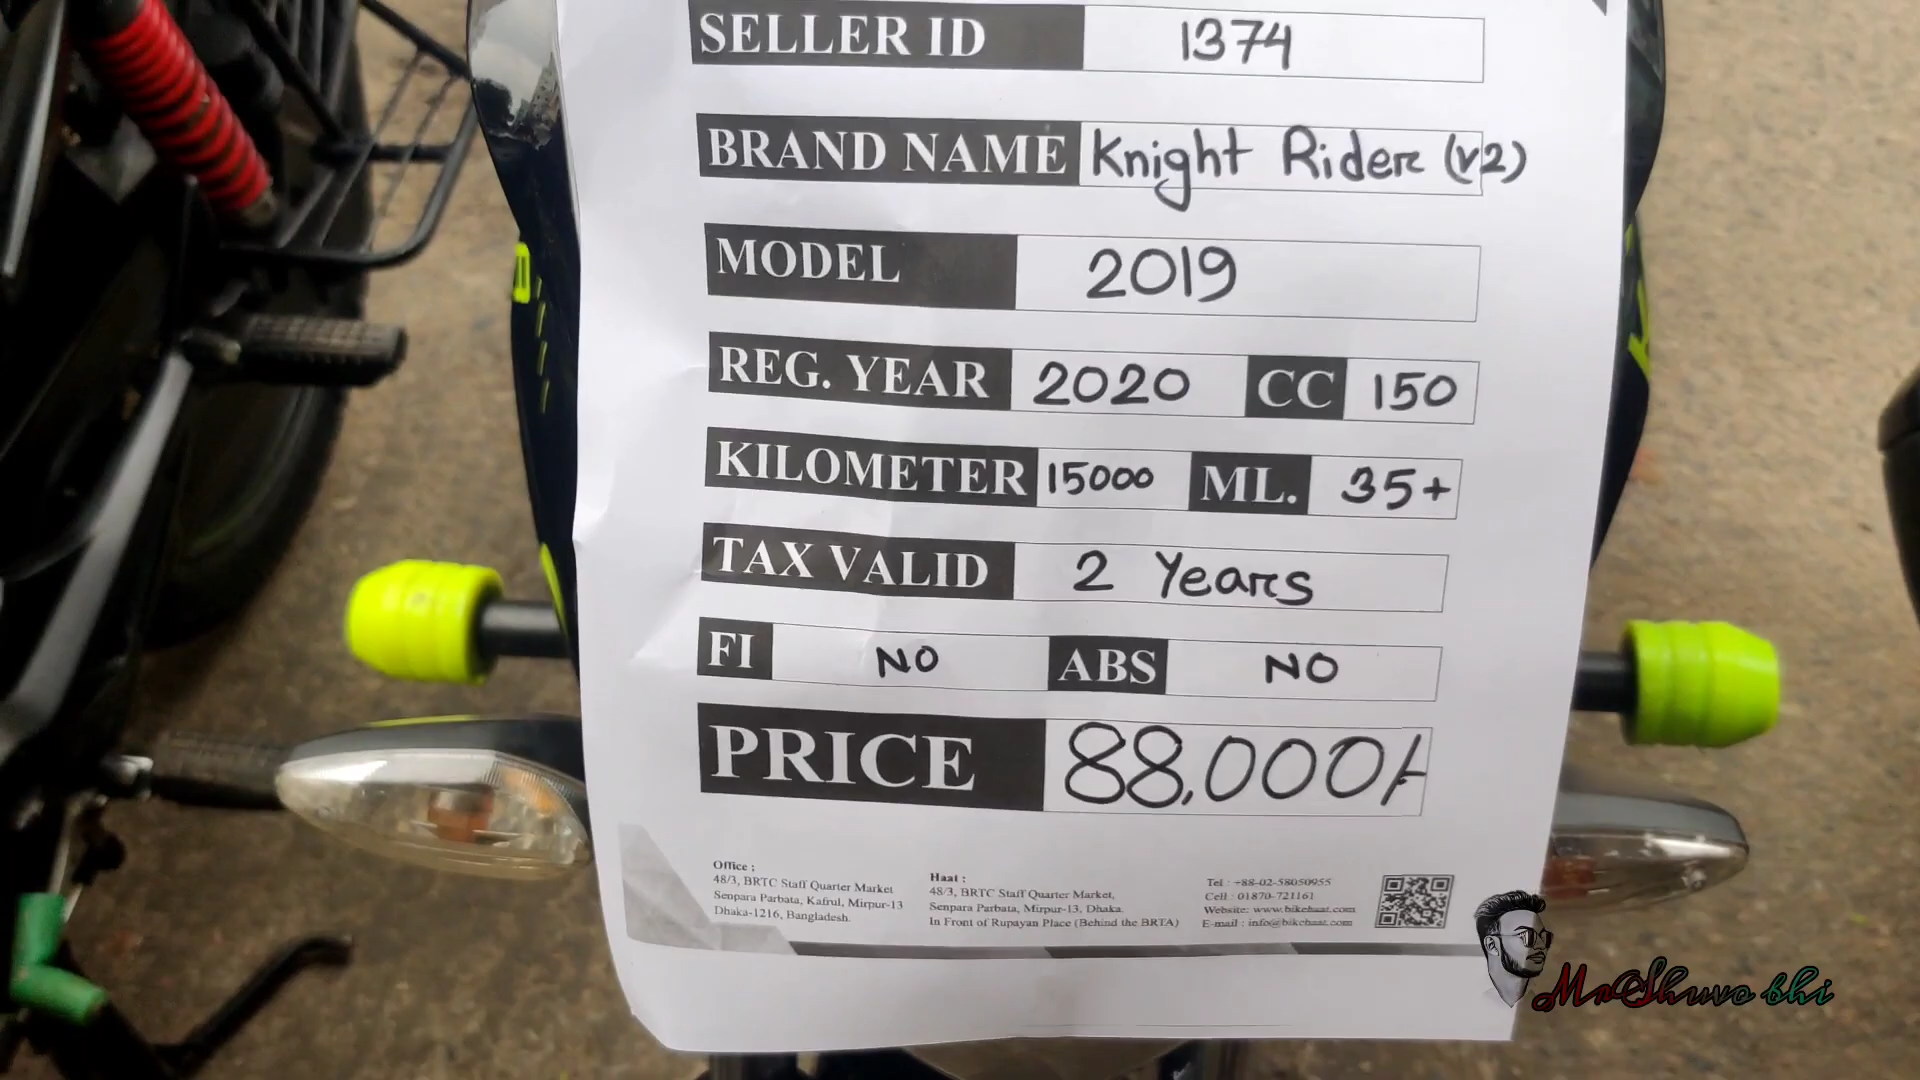 SELLER ID 1374
BRAND NAME Knight Rider (V2)
MODEL 2019
REG. YEAR 2020 CC 150
KILOMETER 15000 ML. 35+
TAX VALID 2 Years
FI NO ABS NO
PRICE 88,000/-
Office :
48/3, BRTC Staff Quarter Market
Senpara Parbata, Kafrul, Mirpur-13
Dhaka-1216, Bangladesh.
Haat :
48/3, BRTC Staff Quarter Market,
Senpara Parbata, Mirpur-13, Dhaka.
In Front of Rupayan Place (Behind the BRTA)
Tel : +88-02-58050955
Cell : 01870-721161
Website: www.bikehaat.com
E-mail : info@bikehaat.com
Mr Shuvo bhi